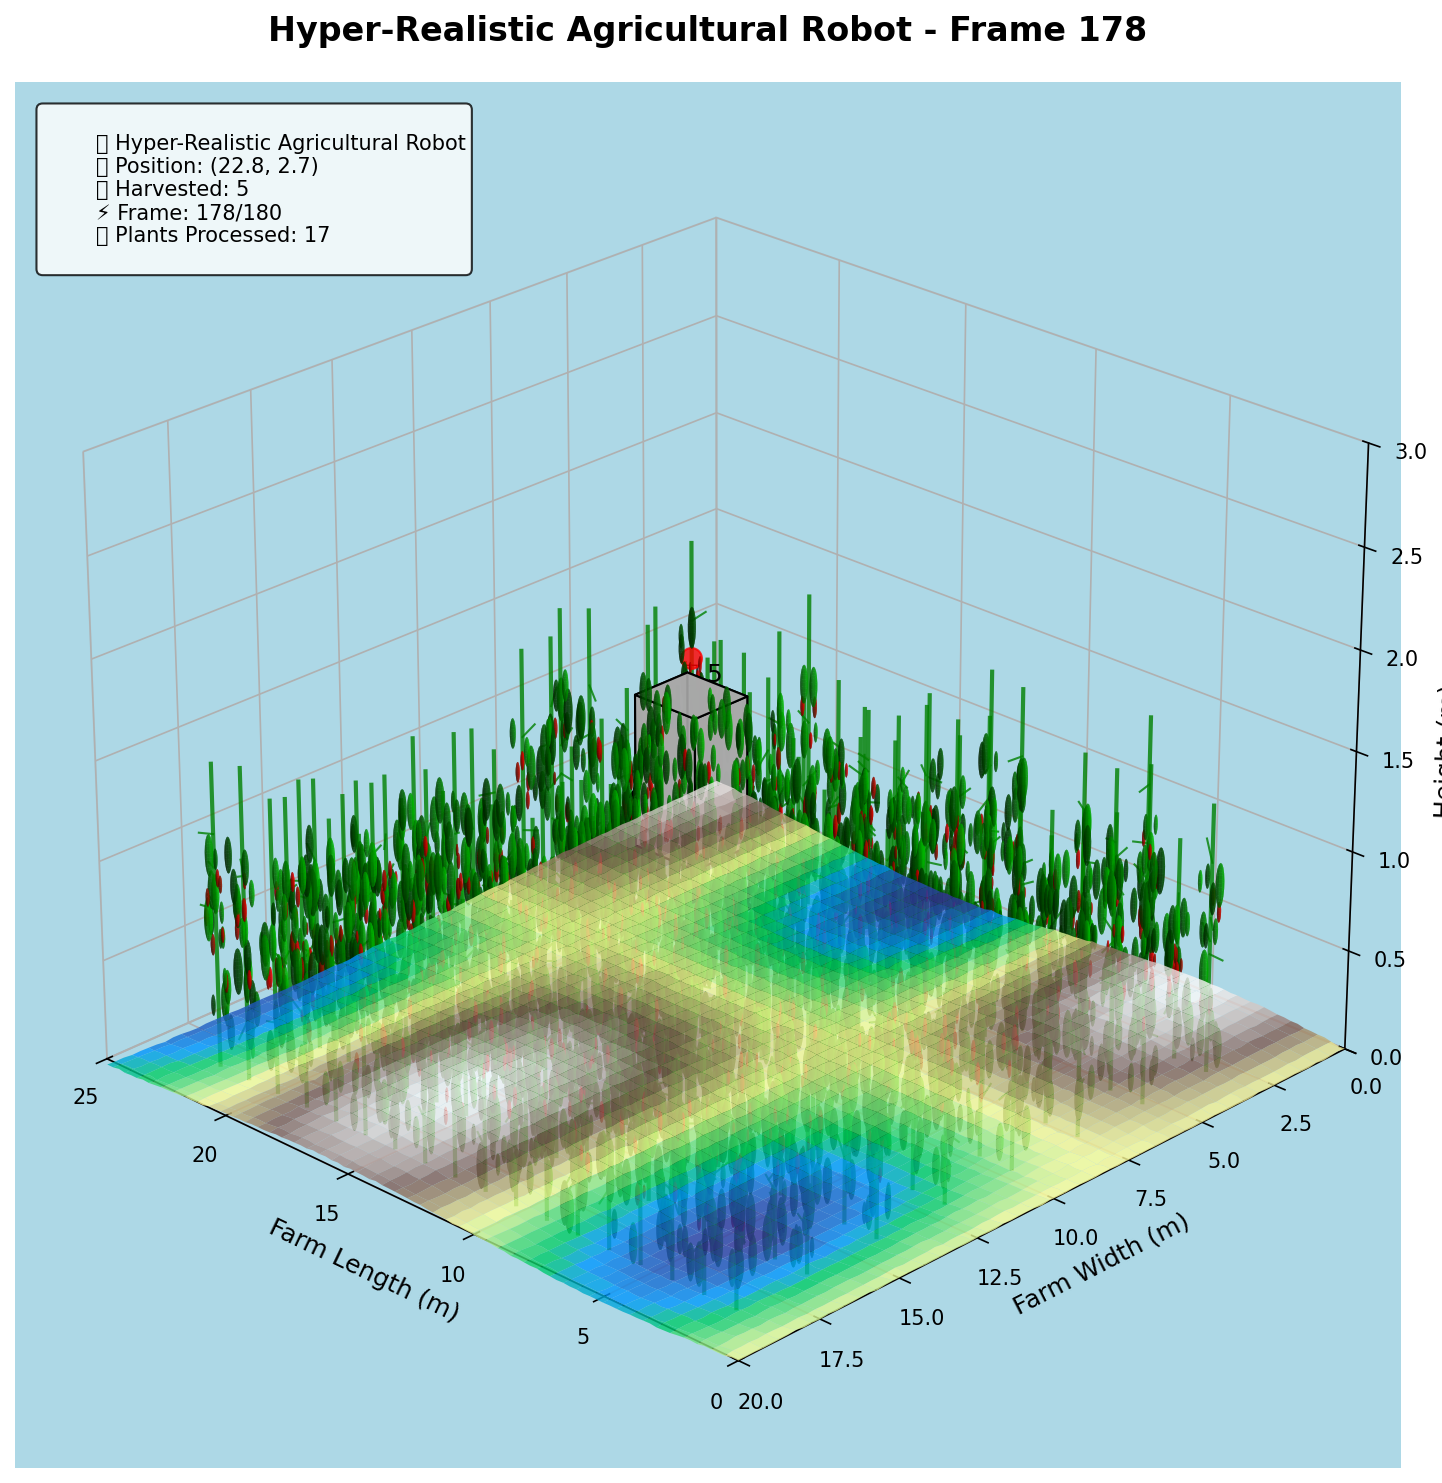 Hyper-Realistic Agricultural Robot - Frame 178
Hyper-Realistic Agricultural Robot
Position: (22.8, 2.7)
Harvested: 5
⚡ Frame: 178/180
Plants Processed: 17
5
3.0
2.5
2.0
1.5
1.0
0.5
0.0
0.0
2.5
5.0
7.5
10.0
12.5
15.0
17.5
20.0
Farm Width (m)
25
20
15
10
5
0
Farm Length (m)